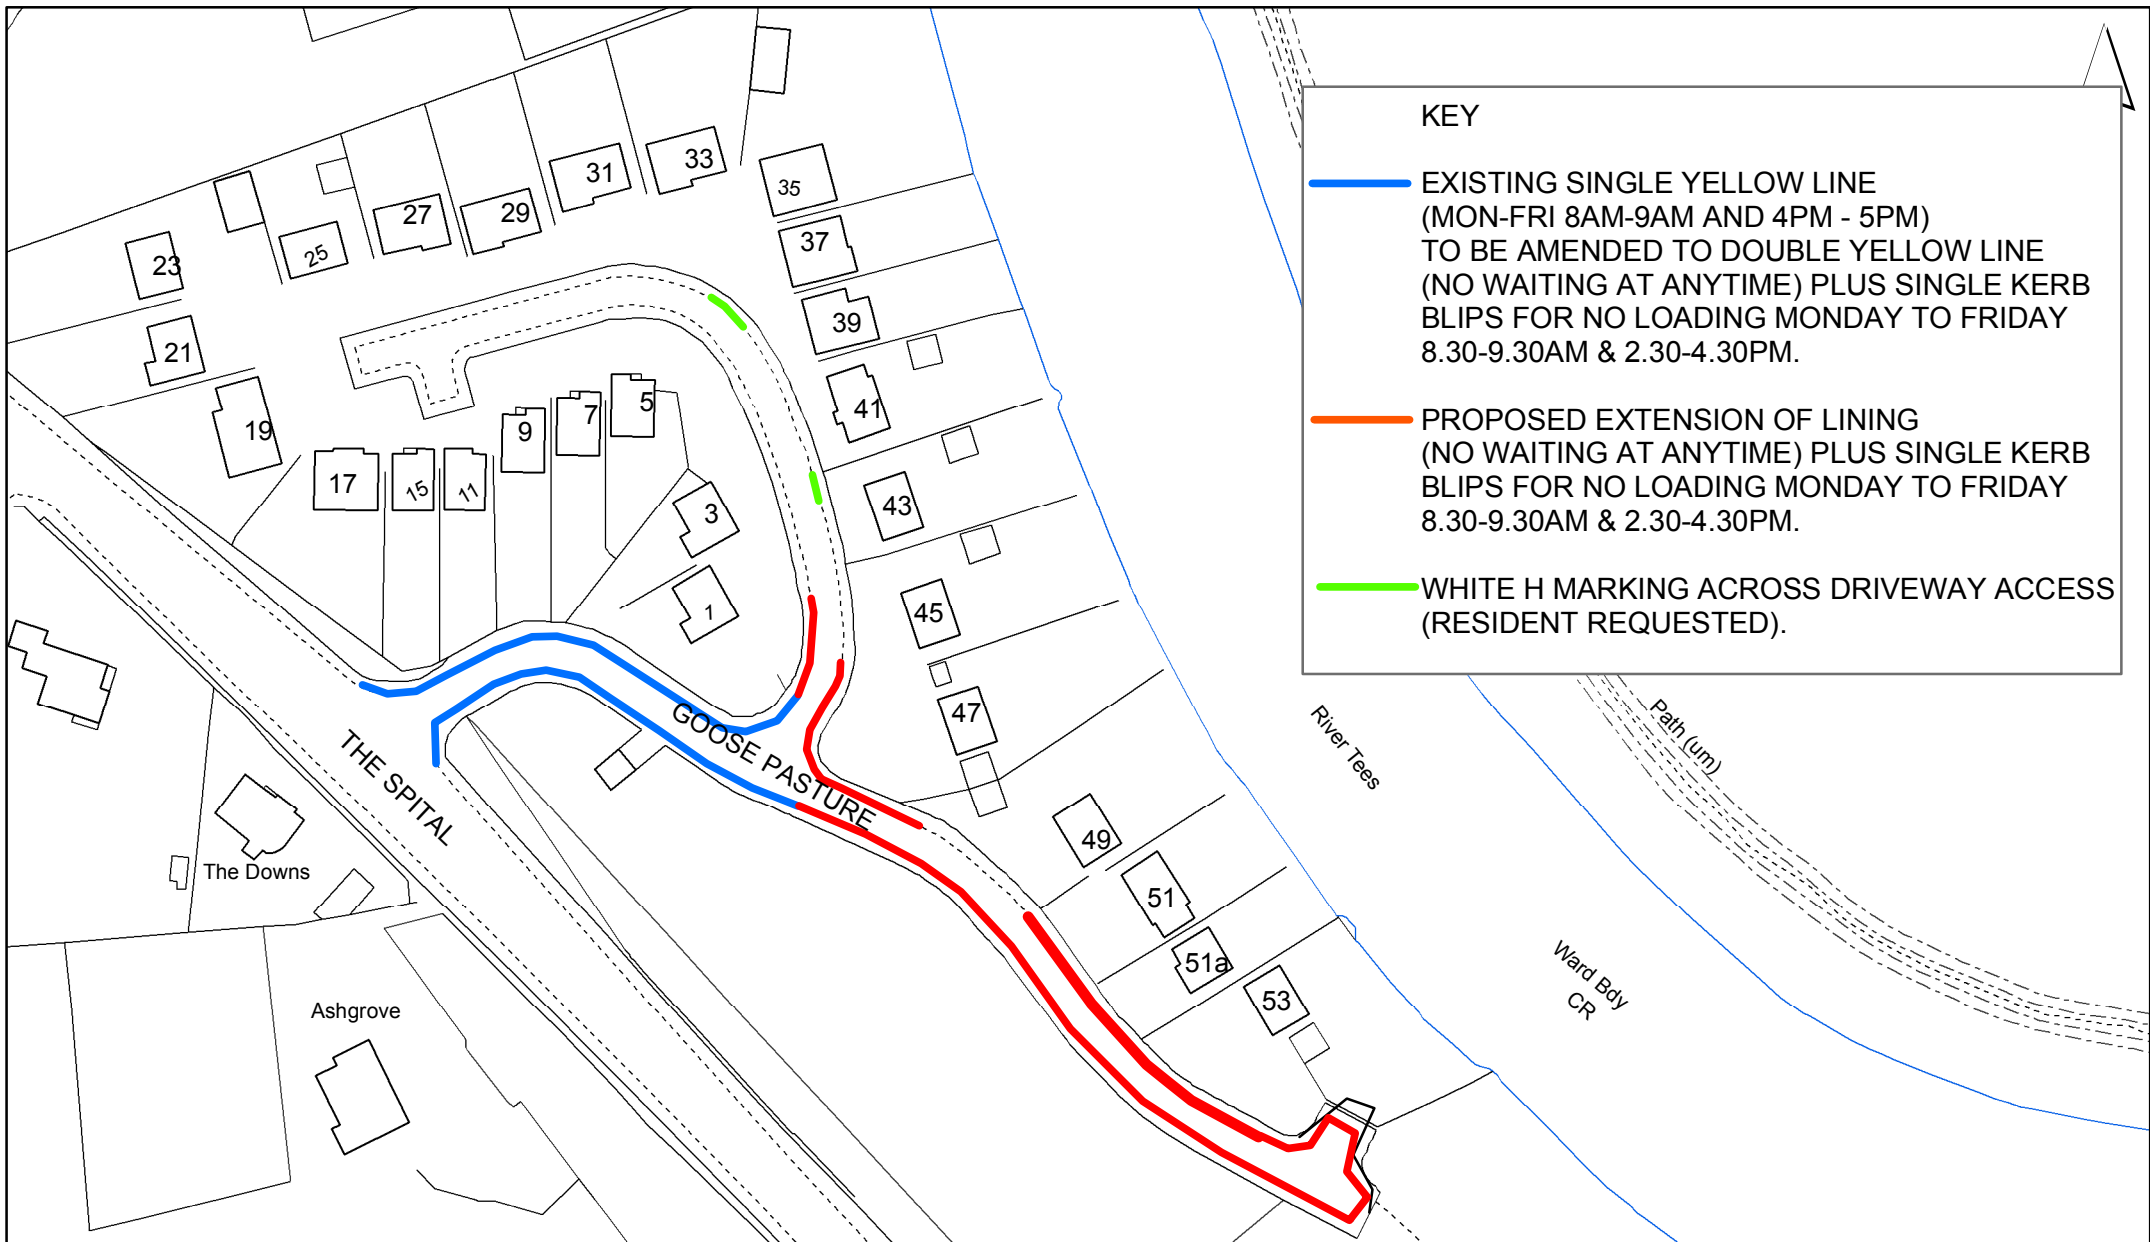 KEY
EXISTING SINGLE YELLOW LINE
(MON-FRI 8AM-9AM AND 4PM - 5PM)
TO BE AMENDED TO DOUBLE YELLOW LINE
(NO WAITING AT ANYTIME) PLUS SINGLE KERB
BLIPS FOR NO LOADING MONDAY TO FRIDAY
8.30-9.30AM & 2.30-4.30PM.
PROPOSED EXTENSION OF LINING
(NO WAITING AT ANYTIME) PLUS SINGLE KERB
BLIPS FOR NO LOADING MONDAY TO FRIDAY
8.30-9.30AM & 2.30-4.30PM.
WHITE H MARKING ACROSS DRIVEWAY ACCESS
(RESIDENT REQUESTED).
33
31
35
29
27
37
25
23
39
21
5
41
7
9
19
17
15
11
43
3
1
45
47
GOOSE PASTURE
THE SPITAL
River Tees
Path (um)
49
The Downs
51
51a
53
Ward Bdy
CR
Ashgrove